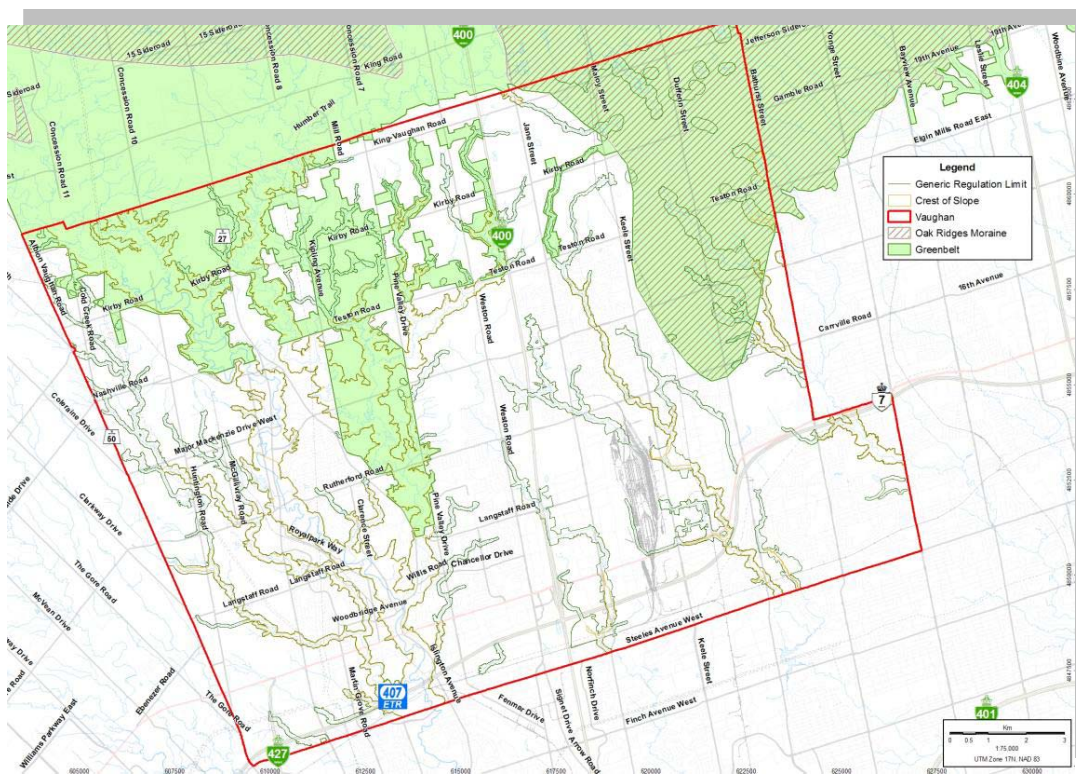 15 Sideroad
15 Sideroad
Concession Road 8
Concession Road 7
400
King Road
Jefferson Sideroad
19th Avenue
19th Avenue
Leslie Street
Woodbine Avenue
Sideroad
Concession Road 11
Concession Road 10
Humber Trail
Mill Road
King-Vaughan Road
Jane Street
Dufferin Street
Bathurst Street
Yonge Street
Gamble Road
Bayview Avenue
404
Elgin Mills Road East
Legend
Generic Regulation Limit
Crest of Slope
Vaughan
Oak Ridges Moraine
Greenbelt
Kirby Road
Kirby Road
Kirby Road
Kirby Road
Kirby Road
27
400
Kipling Avenue
Teston Road
Teston Road
Teston Road
Teston Road
Keele Street
Albion Vaughan Road
Cold Creek Road
Pine Valley Drive
Weston Road
16th Avenue
Carrville Road
Nashville Road
Coleraine Drive
50
7
Major Mackenzie Drive West
McGillivray Road
Huntington Road
Weston Road
Rutherford Road
Clarence Street
Pine Valley Drive
Langstaff Road
Clarkway Drive
Royalpark Way
Langstaff Road
Langstaff Road
Willis Road
Chancellor Drive
Woodbridge Avenue
The Gore Road
McVean Drive
Steeles Avenue West
Islington Avenue
Martin Grove Road
407
ETR
Ebenezer Road
The Gore Road
427
Williams Parkway East
Fenmar Drive
Signet Drive
Norfinch Drive
Arrow Road
Finch Avenue West
Keele Street
401
Km
0 0.5 1 2 3
1:75,000
UTM Zone 17N, NAD 83
605000
607500
610000
615000
617500
620000
622500
627500
630000